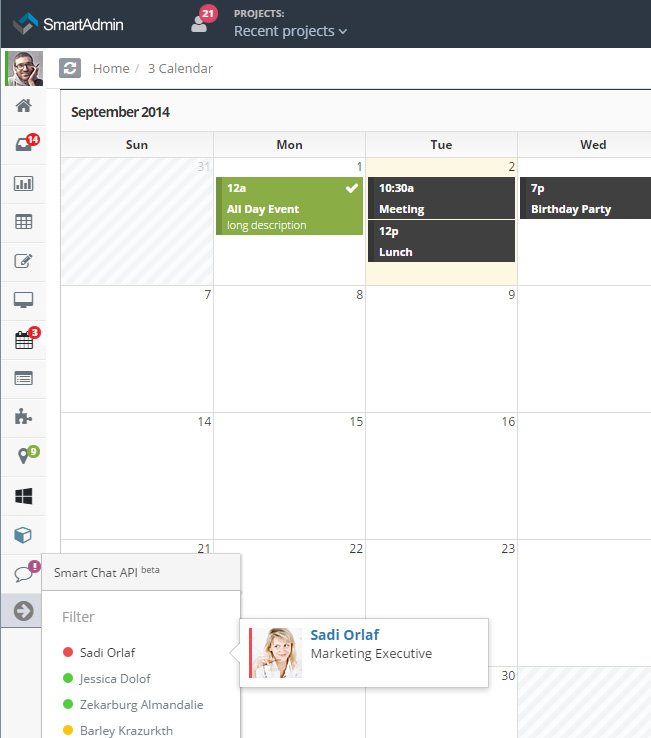 SmartAdmin
21
PROJECTS:
Recent projects
Home / 3 Calendar
14
3
9
!
September 2014
Sun Mon Tue Wed
31 1 2
12a
All Day Event
long description
10:30a
Meeting
12p
Lunch
7p
Birthday Party
7 8 9
14 15 16
21 22 23
30
Smart Chat API beta
Filter
Sadi Orlaf
Jessica Dolof
Zekarburg Almandalie
Barley Krazurkth
Sadi Orlaf
Marketing Executive